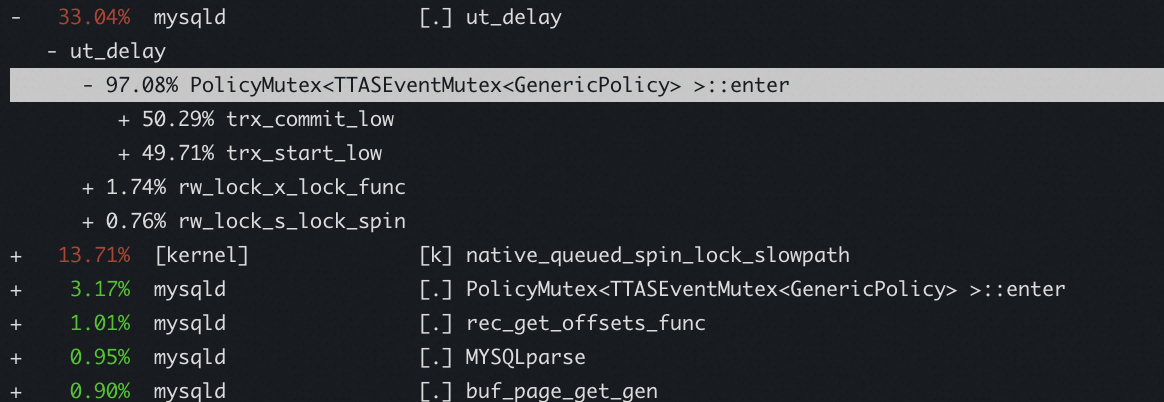 - 33.04% mysqld [.] ut_delay
- ut_delay
- 97.08% PolicyMutex<TTASEventMutex<GenericPolicy> >::enter
+ 50.29% trx_commit_low
+ 49.71% trx_start_low
+ 1.74% rw_lock_x_lock_func
+ 0.76% rw_lock_s_lock_spin
+ 13.71% [kernel] [k] native_queued_spin_lock_slowpath
+ 3.17% mysqld [.] PolicyMutex<TTASEventMutex<GenericPolicy> >::enter
+ 1.01% mysqld [.] rec_get_offsets_func
+ 0.95% mysqld [.] MYSQLparse
+ 0.90% mysqld [.] buf_page_get_gen